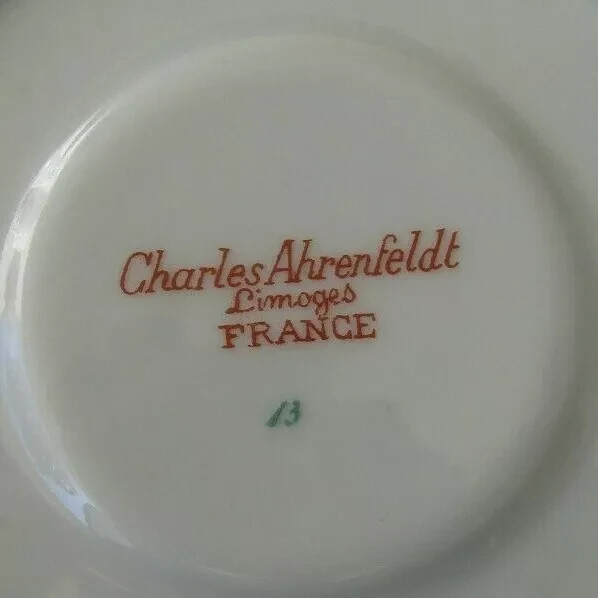 Charles Ahrenfeldt
Limoges
FRANCE
13